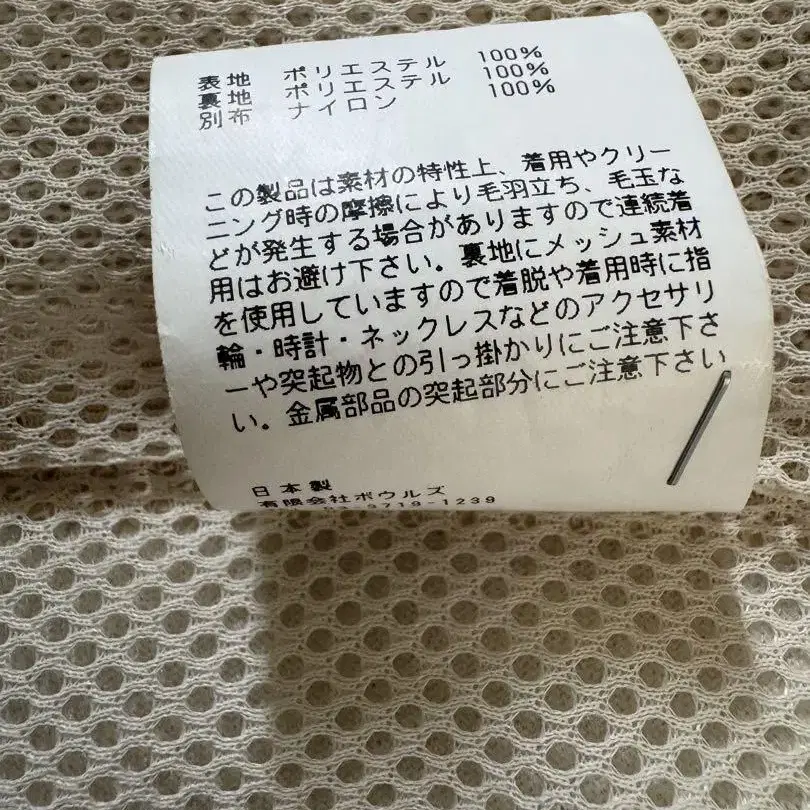 表地 ポリエステル 100%
裏地 ポリエステル 100%
別布 ナイロン 100%
この製品は素材の特性上、着用やクリー
ニング時の摩擦により毛羽立ち、毛玉な
どが発生する場合がありますので連続着
用はお避け下さい。裏地にメッシュ素材
を使用していますので着脱や着用時に指
輪・時計・ネックレスなどのアクセサリ
ーや突起物との引っ掛かりにご注意下さ
い。金属部品の突起部分にご注意下さい
日本製
有限会社ボウルズ
3719-1239